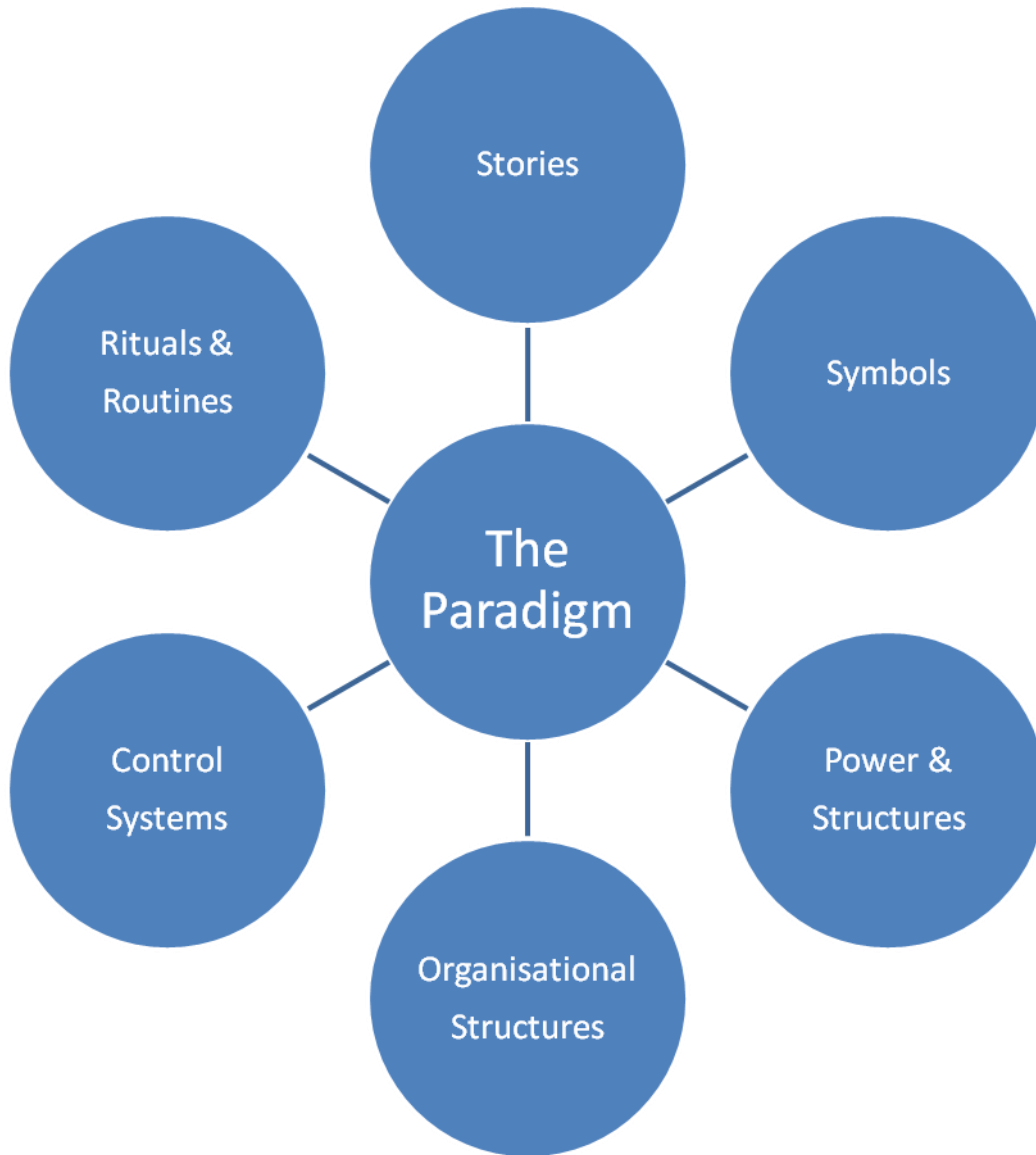 Stories
Rituals &
Routines
Symbols
The
Paradigm
Control
Systems
Power &
Structures
Organisational
Structures